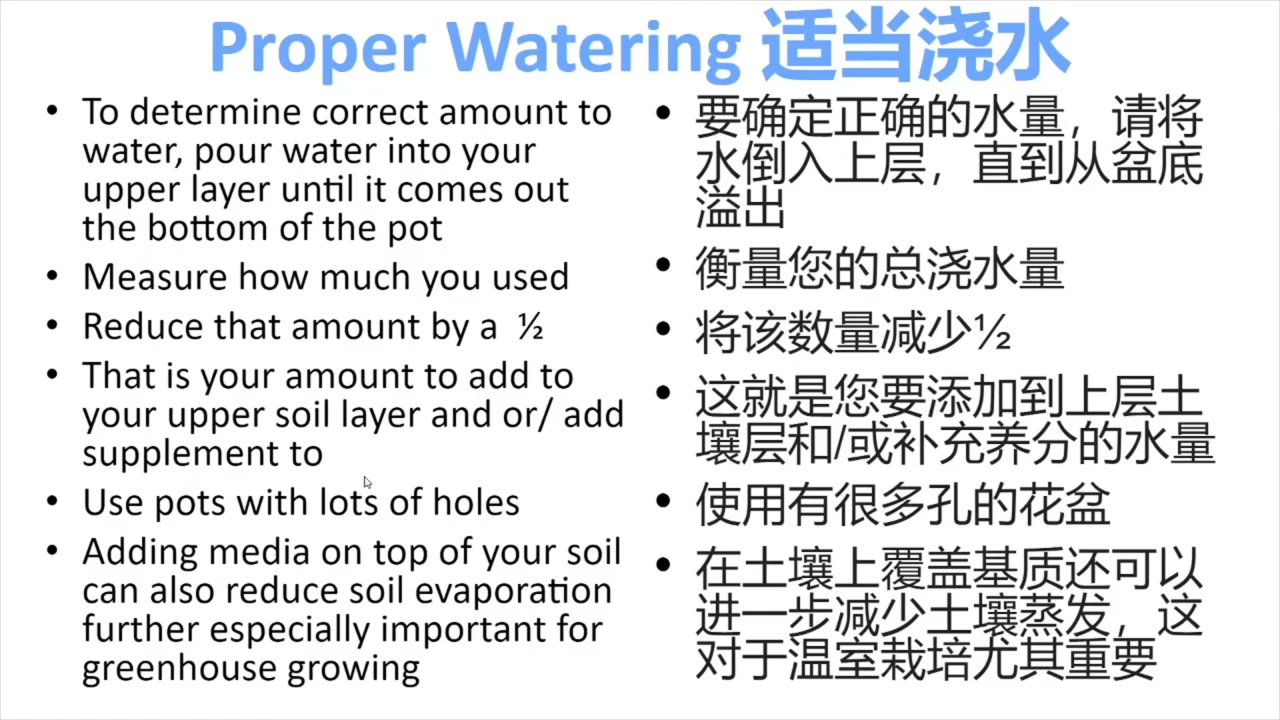 Proper Watering 适当浇水
• To determine correct amount to
water, pour water into your
upper layer until it comes out
the bottom of the pot
• Measure how much you used
• Reduce that amount by a ½
• That is your amount to add to
your upper soil layer and or/ add
supplement to
• Use pots with lots of holes
• Adding media on top of your soil
can also reduce soil evaporation
further especially important for
greenhouse growing
• 要确定正确的水量，请将
水倒入上层，直到从盆底
溢出
• 衡量您的总浇水量
• 将该数量减少½
• 这就是您要添加到上层土
壤层和/或补充养分的水量
• 使用有很多孔的花盆
• 在土壤上覆盖基质还可以
进一步减少土壤蒸发，这
对于温室栽培尤其重要